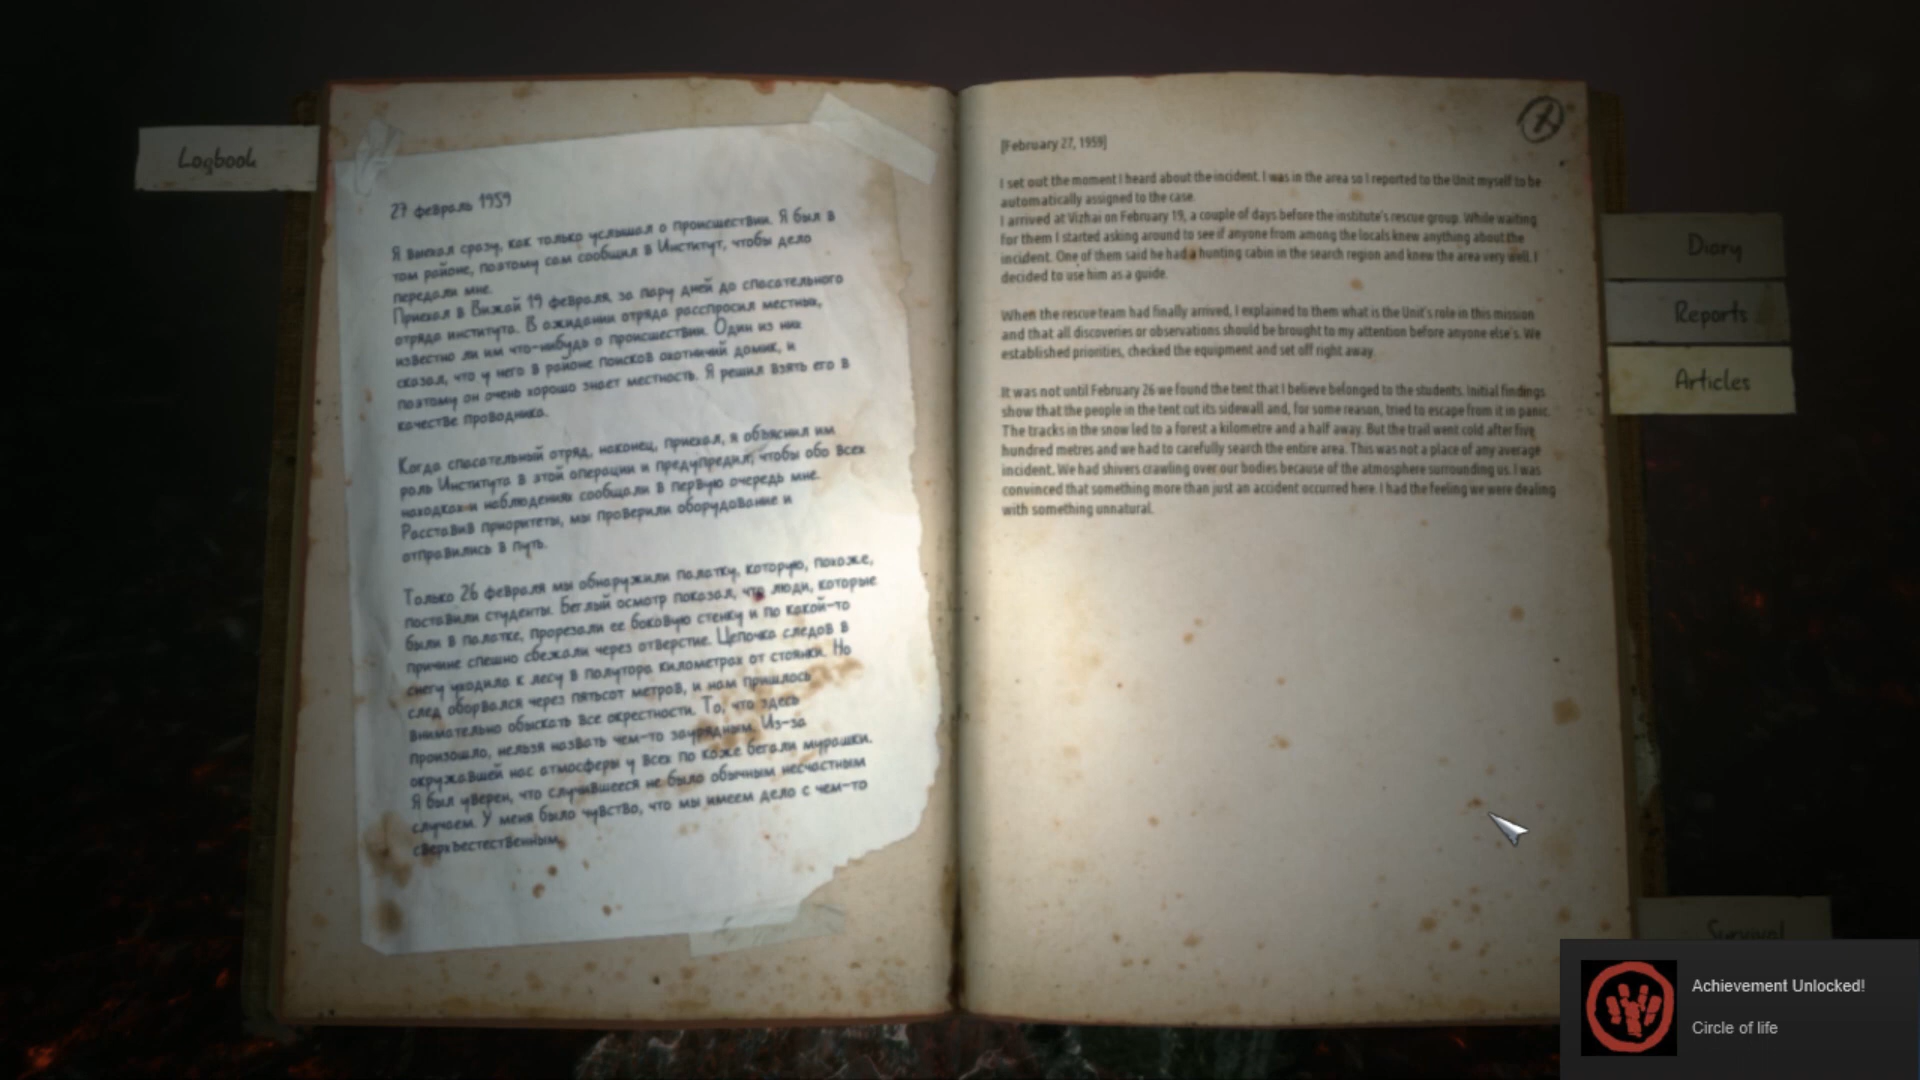 Logbook
27 февраль 1959
Я выехал сразу, как только услышал о происшествии. Я был в
том районе, поэтому сам сообщил в Институт, чтобы дело
передали мне.
Приехал в Вижай 19 февраля, за пару дней до спасательного
отряда института. В ожидании отряда расспросил местных,
известно ли им что-нибудь о происшествии. Один из них
сказал, что у него в районе поисков охотничий домик, и
поэтому он очень хорошо знает местность. Я решил взять его в
качестве проводника.
Когда спасательный отряд, наконец, приехал, я объяснил им
роль Института в этой операции и предупредил, чтобы обо всех
находках и наблюдениях сообщали в первую очередь мне.
Расставив приоритеты, мы проверили оборудование и
отправились в путь.
Только 26 февраля мы обнаружили палатку, которую, похоже,
поставили студенты. Беглый осмотр показал, что люди, которые
были в палатке, прорезали ее боковую стенку и по какой-то
причине спешно сбежали через отверстие. Цепочка следов в
снегу уходила к лесу в полутора километрах от стоянки. Но
след оборвался через пятьсот метров, и нам пришлось
внимательно обыскать все окрестности. То, что здесь
произошло, нельзя назвать чем-то заурядным. Из-за
окружавшей нас атмосферы у всех по коже бегали мурашки.
Я был уверен, что случившееся не было обычным несчастным
случаем. У меня было чувство, что мы имеем дело с чем-то
сверхъестественным.
[February 27, 1959]
I set out the moment I heard about the incident. I was in the area so I reported to the Unit myself to be
automatically assigned to the case.
I arrived at Vizhai on February 19, a couple of days before the institute's rescue group. While waiting
for them I started asking around to see if anyone from among the locals knew anything about the
incident. One of them said he had a hunting cabin in the search region and knew the area very well. I
decided to use him as a guide.
When the rescue team had finally arrived, I explained to them what is the Unit's role in this mission
and that all discoveries or observations should be brought to my attention before anyone else's. We
established priorities, checked the equipment and set off right away.
It was not until February 26 we found the tent that I believe belonged to the students. Initial findings
show that the people in the tent cut its sidewall and, for some reason, tried to escape from it in panic.
The tracks in the snow led to a forest a kilometre and a half away. But the trail went cold after five
hundred metres and we had to carefully search the entire area. This was not a place of any average
incident. We had shivers crawling over our bodies because of the atmosphere surrounding us. I was
convinced that something more than just an accident occurred here. I had the feeling we were dealing
with something unnatural.
Diary
Reports
Articles
Survival
Achievement Unlocked!
Circle of life